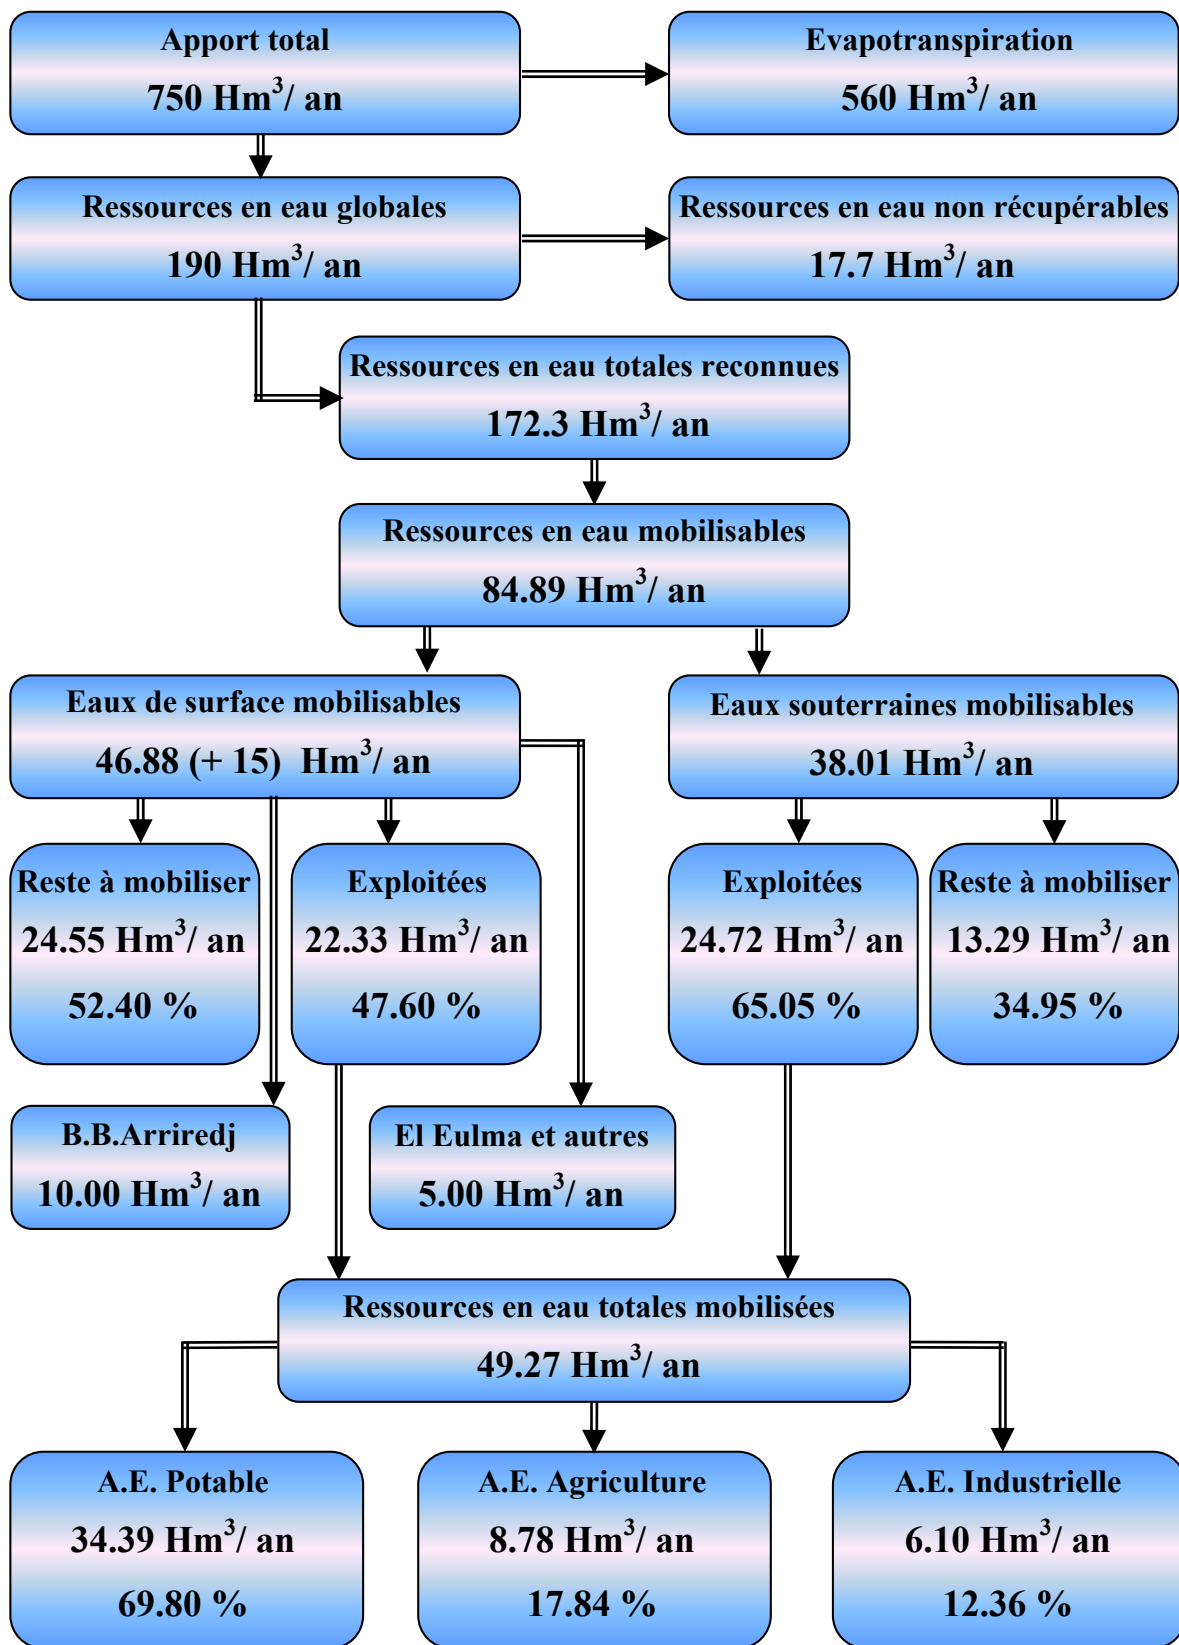 Apport total
750 Hm³/ an
Evapotranspiration
560 Hm³/ an
Ressources en eau globales
190 Hm³/ an
Ressources en eau non récupérables
17.7 Hm³/ an
Ressources en eau totales reconnues
172.3 Hm³/ an
Ressources en eau mobilisables
84.89 Hm³/ an
Eaux de surface mobilisables
46.88 (+ 15) Hm³/ an
Eaux souterraines mobilisables
38.01 Hm³/ an
Reste à mobiliser
24.55 Hm³/ an
52.40 %
Exploitées
22.33 Hm³/ an
47.60 %
Exploitées
24.72 Hm³/ an
65.05 %
Reste à mobiliser
13.29 Hm³/ an
34.95 %
B.B.Arriredj
10.00 Hm³/ an
El Eulma et autres
5.00 Hm³/ an
Ressources en eau totales mobilisées
49.27 Hm³/ an
A.E. Potable
34.39 Hm³/ an
69.80 %
A.E. Agriculture
8.78 Hm³/ an
17.84 %
A.E. Industrielle
6.10 Hm³/ an
12.36 %